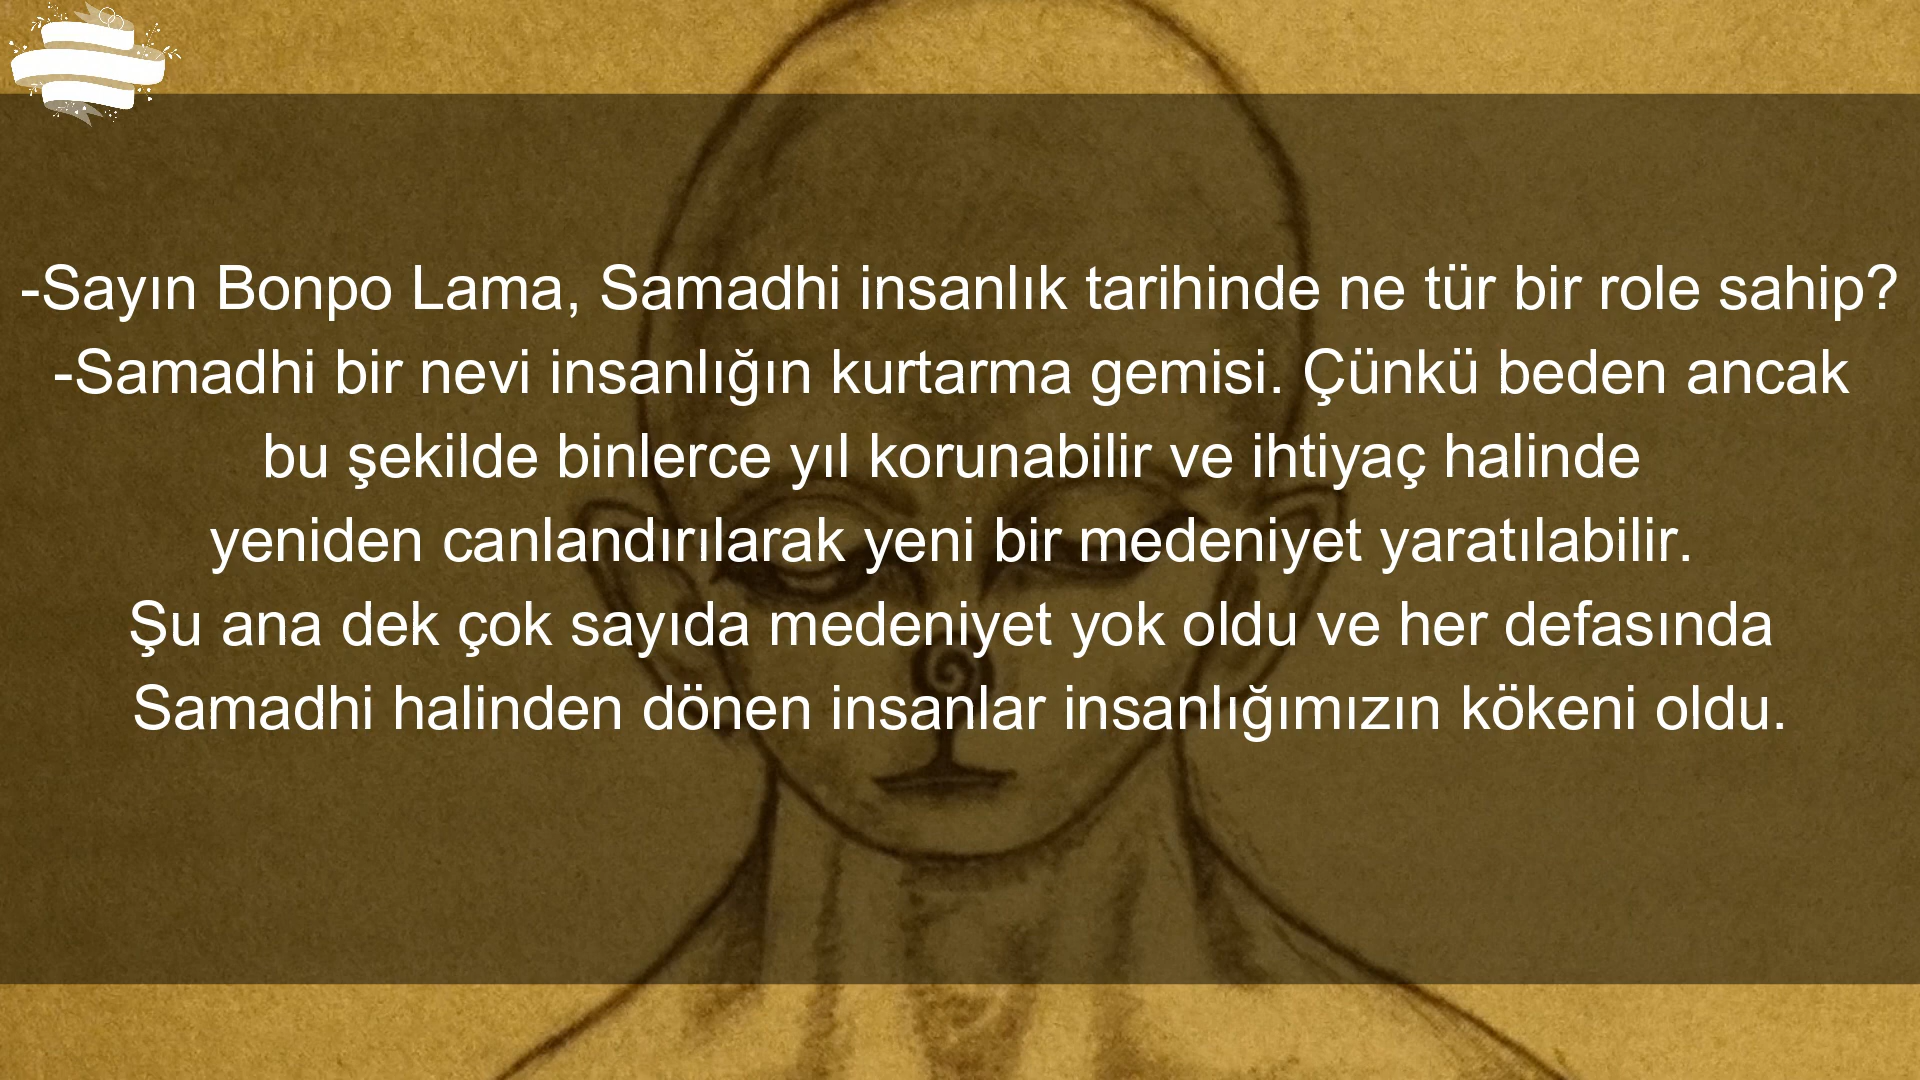 -Sayın Bonpo Lama, Samadhi insanlık tarihinde ne tür bir role sahip?
-Samadhi bir nevi insanlığın kurtarma gemisi. Çünkü beden ancak
bu şekilde binlerce yıl korunabilir ve ihtiyaç halinde
yeniden canlandırılarak yeni bir medeniyet yaratılabilir.
Şu ana dek çok sayıda medeniyet yok oldu ve her defasında
Samadhi halinden dönen insanlar insanlığımızın kökeni oldu.